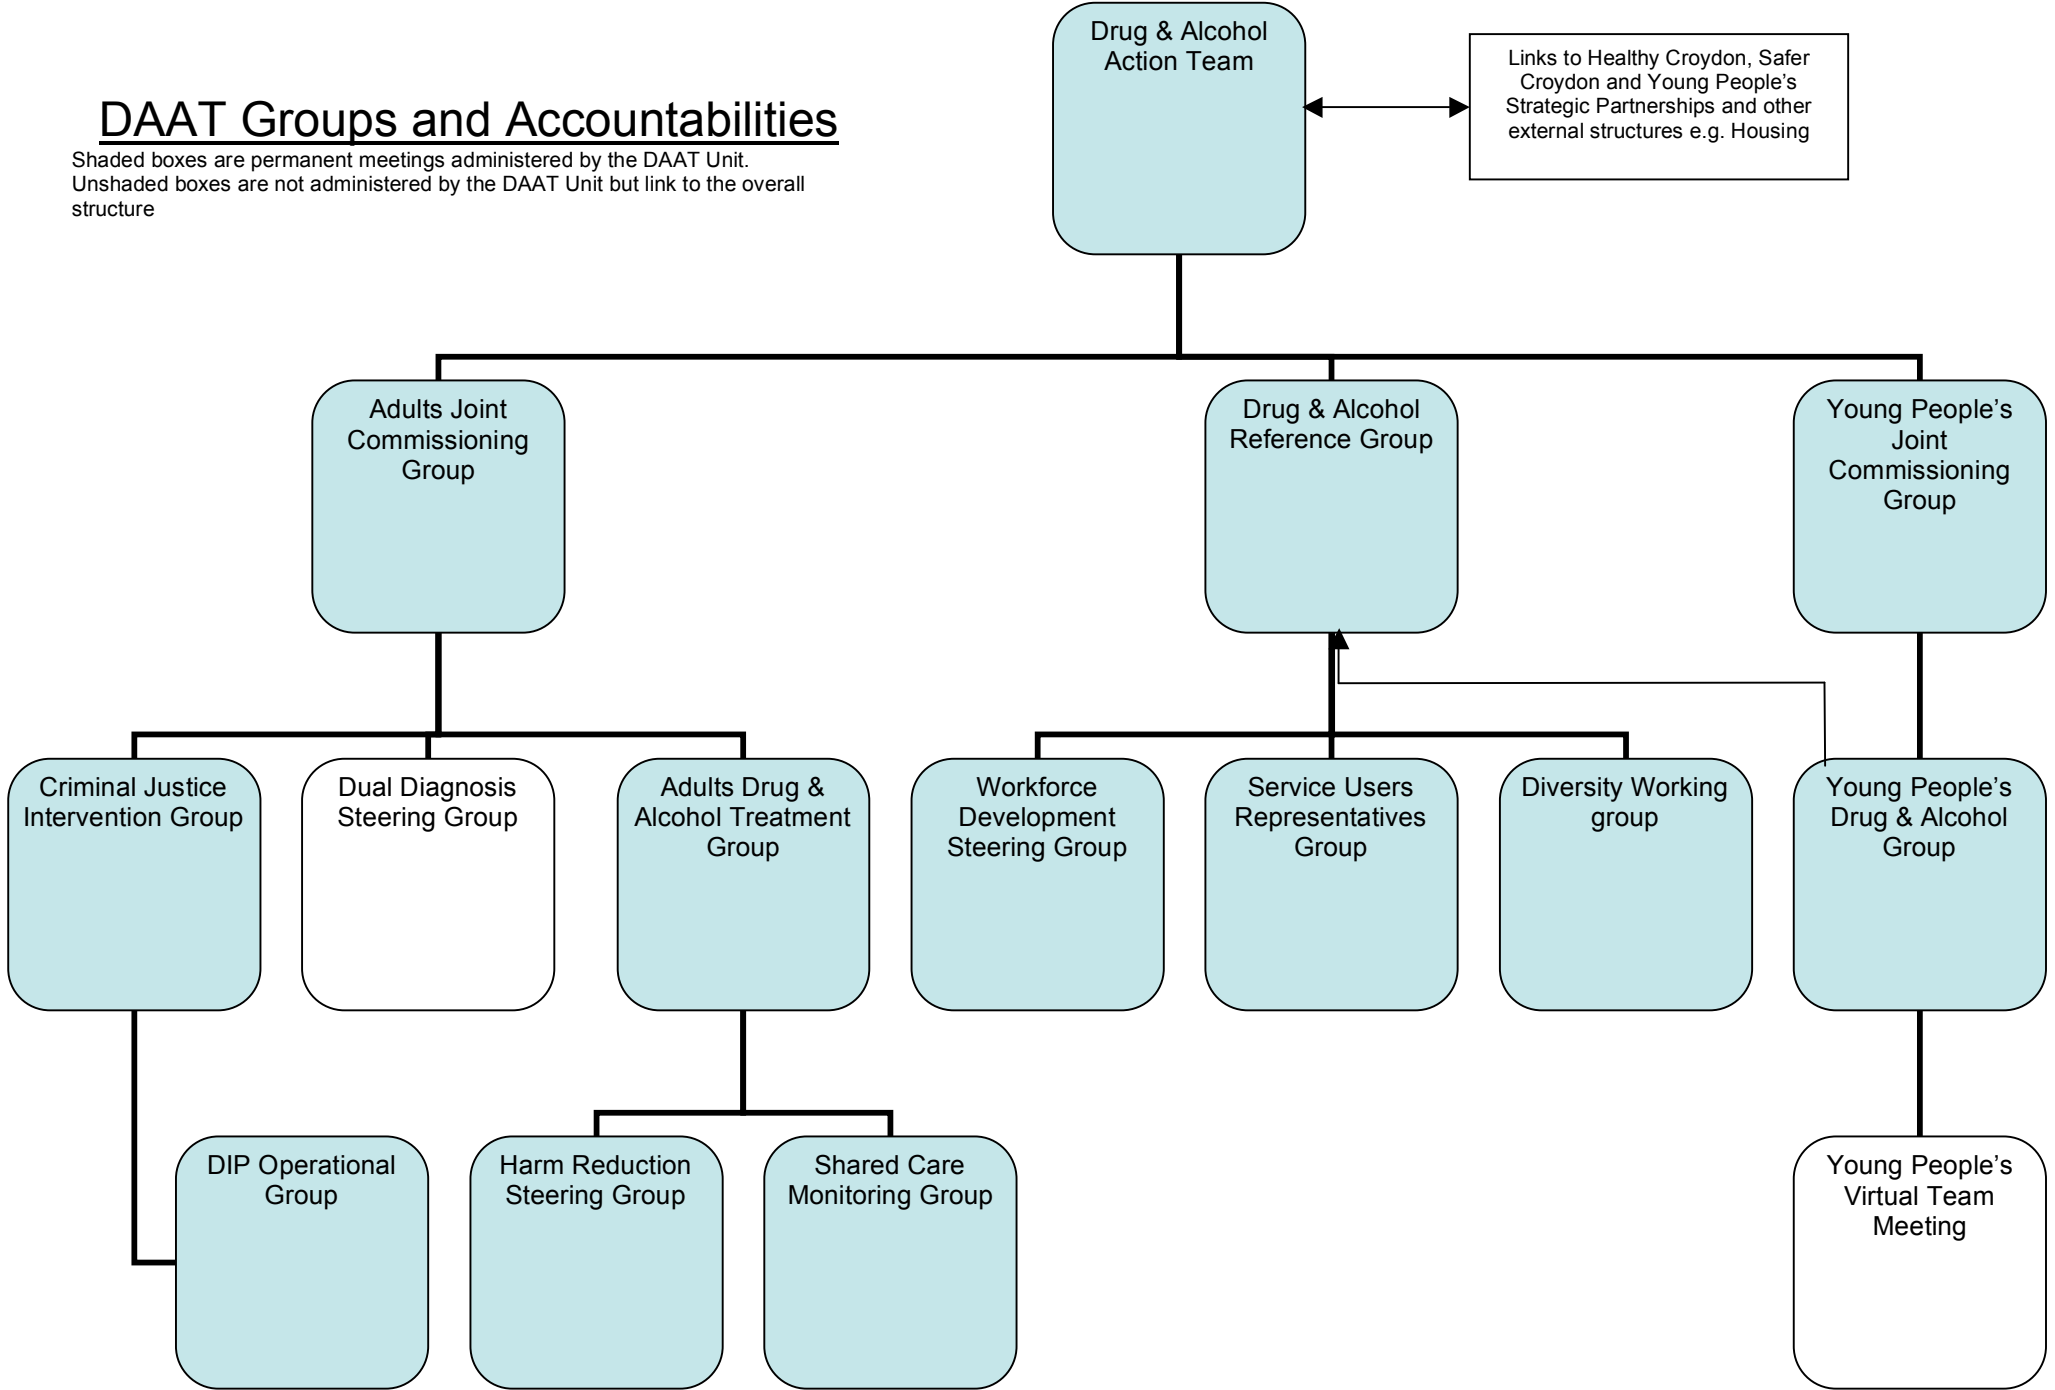 Drug & Alcohol
Action Team
Links to Healthy Croydon, Safer
Croydon and Young People’s
Strategic Partnerships and other
external structures e.g. Housing
DAAT Groups and Accountabilities
Shaded boxes are permanent meetings administered by the DAAT Unit.
Unshaded boxes are not administered by the DAAT Unit but link to the overall
structure
Adults Joint
Commissioning
Group
Drug & Alcohol
Reference Group
Young People’s
Joint
Commissioning
Group
Criminal Justice
Intervention Group
Dual Diagnosis
Steering Group
Adults Drug &
Alcohol Treatment
Group
Workforce
Development
Steering Group
Service Users
Representatives
Group
Diversity Working
group
Young People’s
Drug & Alcohol
Group
DIP Operational
Group
Harm Reduction
Steering Group
Shared Care
Monitoring Group
Young People’s
Virtual Team
Meeting